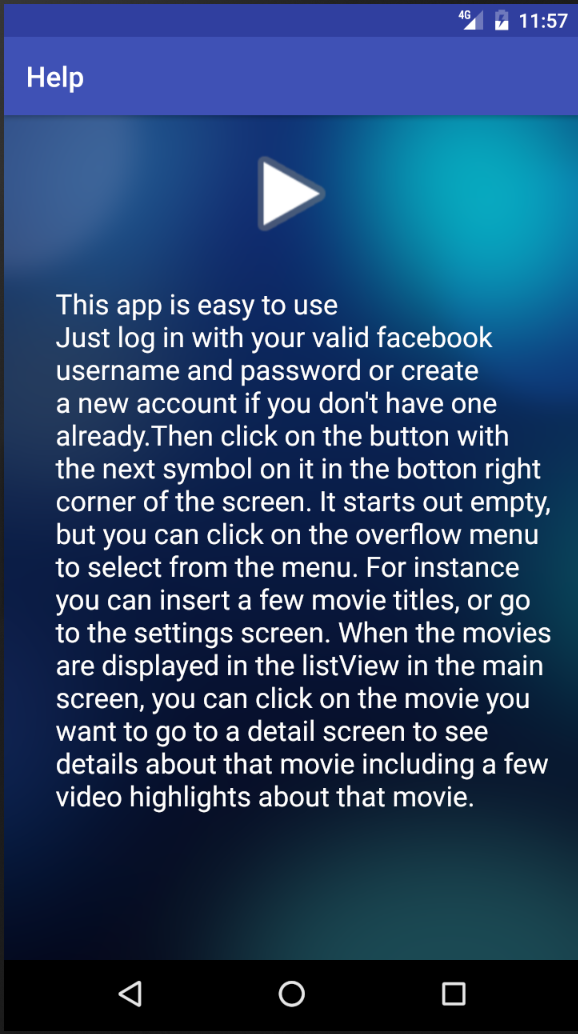 4G 11:57
Help
This app is easy to use
Just log in with your valid facebook
username and password or create
a new account if you don't have one
already.Then click on the button with
the next symbol on it in the botton right
corner of the screen. It starts out empty,
but you can click on the overflow menu
to select from the menu. For instance
you can insert a few movie titles, or go
to the settings screen. When the movies
are displayed in the listView in the main
screen, you can click on the movie you
want to go to a detail screen to see
details about that movie including a few
video highlights about that movie.